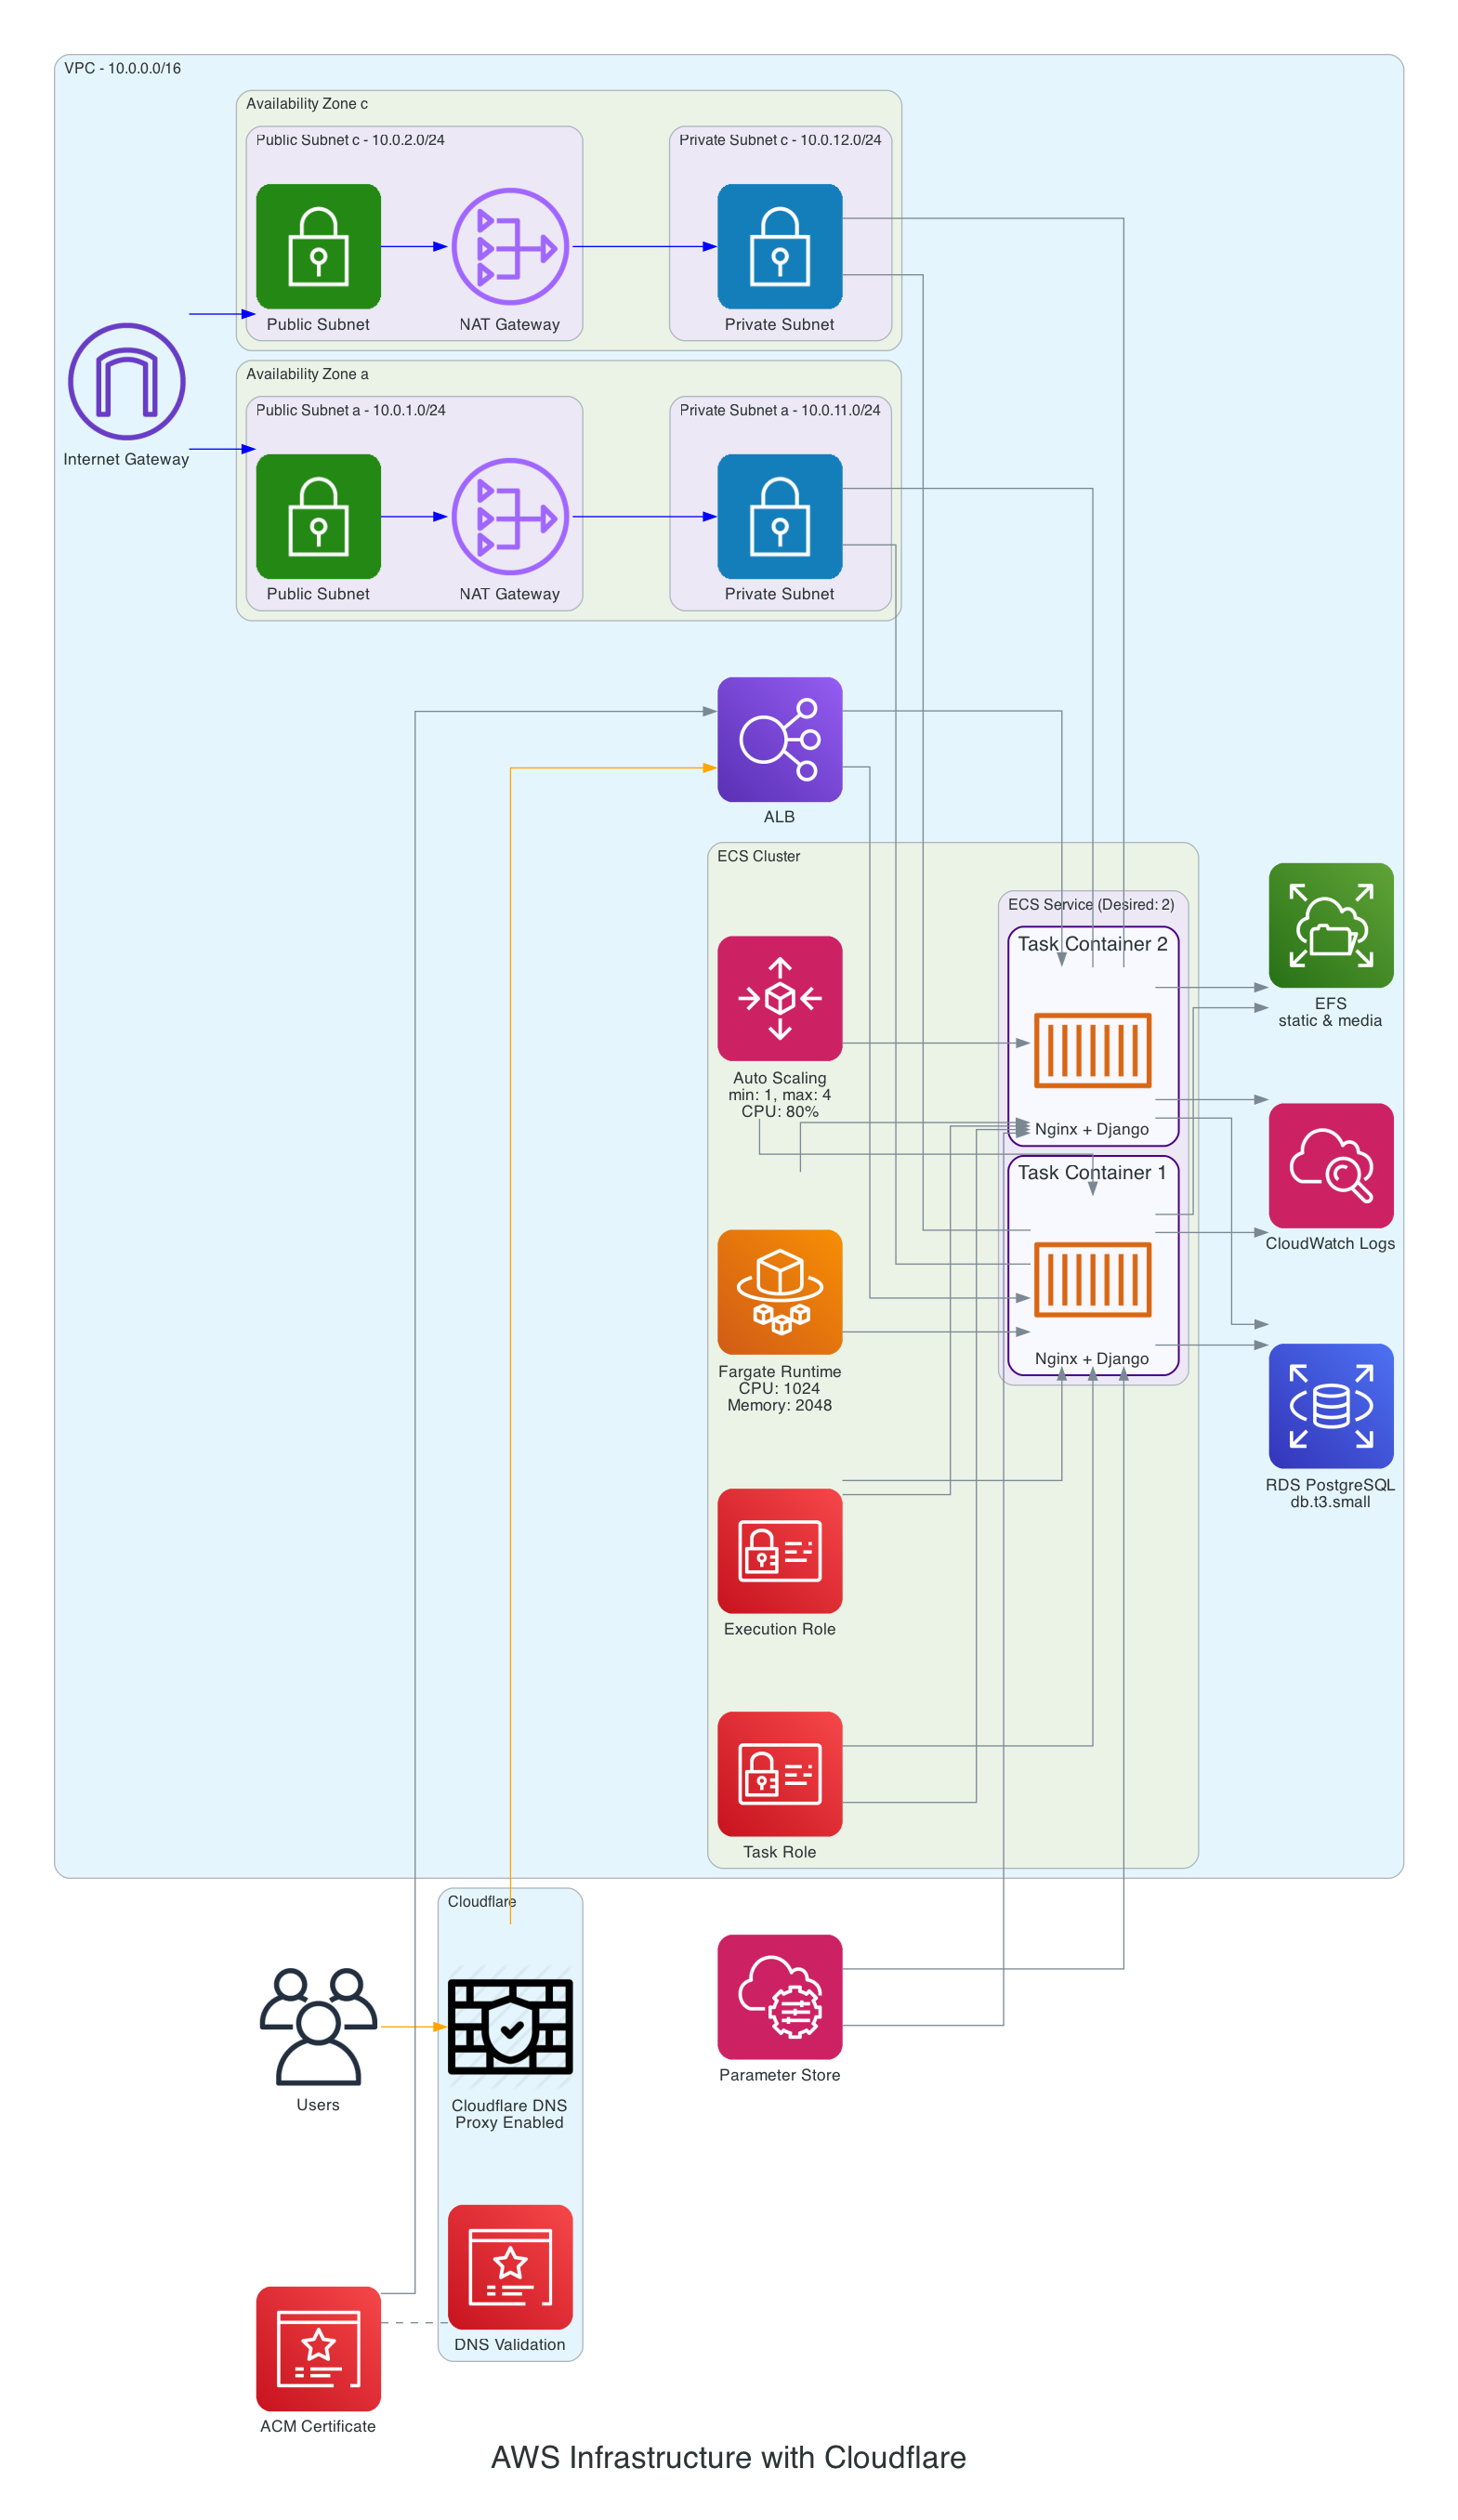 VPC - 10.0.0.0/16
Availability Zone c
Public Subnet c - 10.0.2.0/24
Private Subnet c - 10.0.12.0/24
Public Subnet
NAT Gateway
Private Subnet
Internet Gateway
Availability Zone a
Public Subnet a - 10.0.1.0/24
Private Subnet a - 10.0.11.0/24
Public Subnet
NAT Gateway
Private Subnet
ALB
ECS Cluster
ECS Service (Desired: 2)
Task Container 2
Nginx + Django
Task Container 1
Nginx + Django
Auto Scaling
min: 1, max: 4
CPU: 80%
Fargate Runtime
CPU: 1024
Memory: 2048
Execution Role
Task Role
EFS
static & media
CloudWatch Logs
RDS PostgreSQL
db.t3.small
Cloudflare
Users
Cloudflare DNS
Proxy Enabled
Parameter Store
DNS Validation
ACM Certificate
AWS Infrastructure with Cloudflare